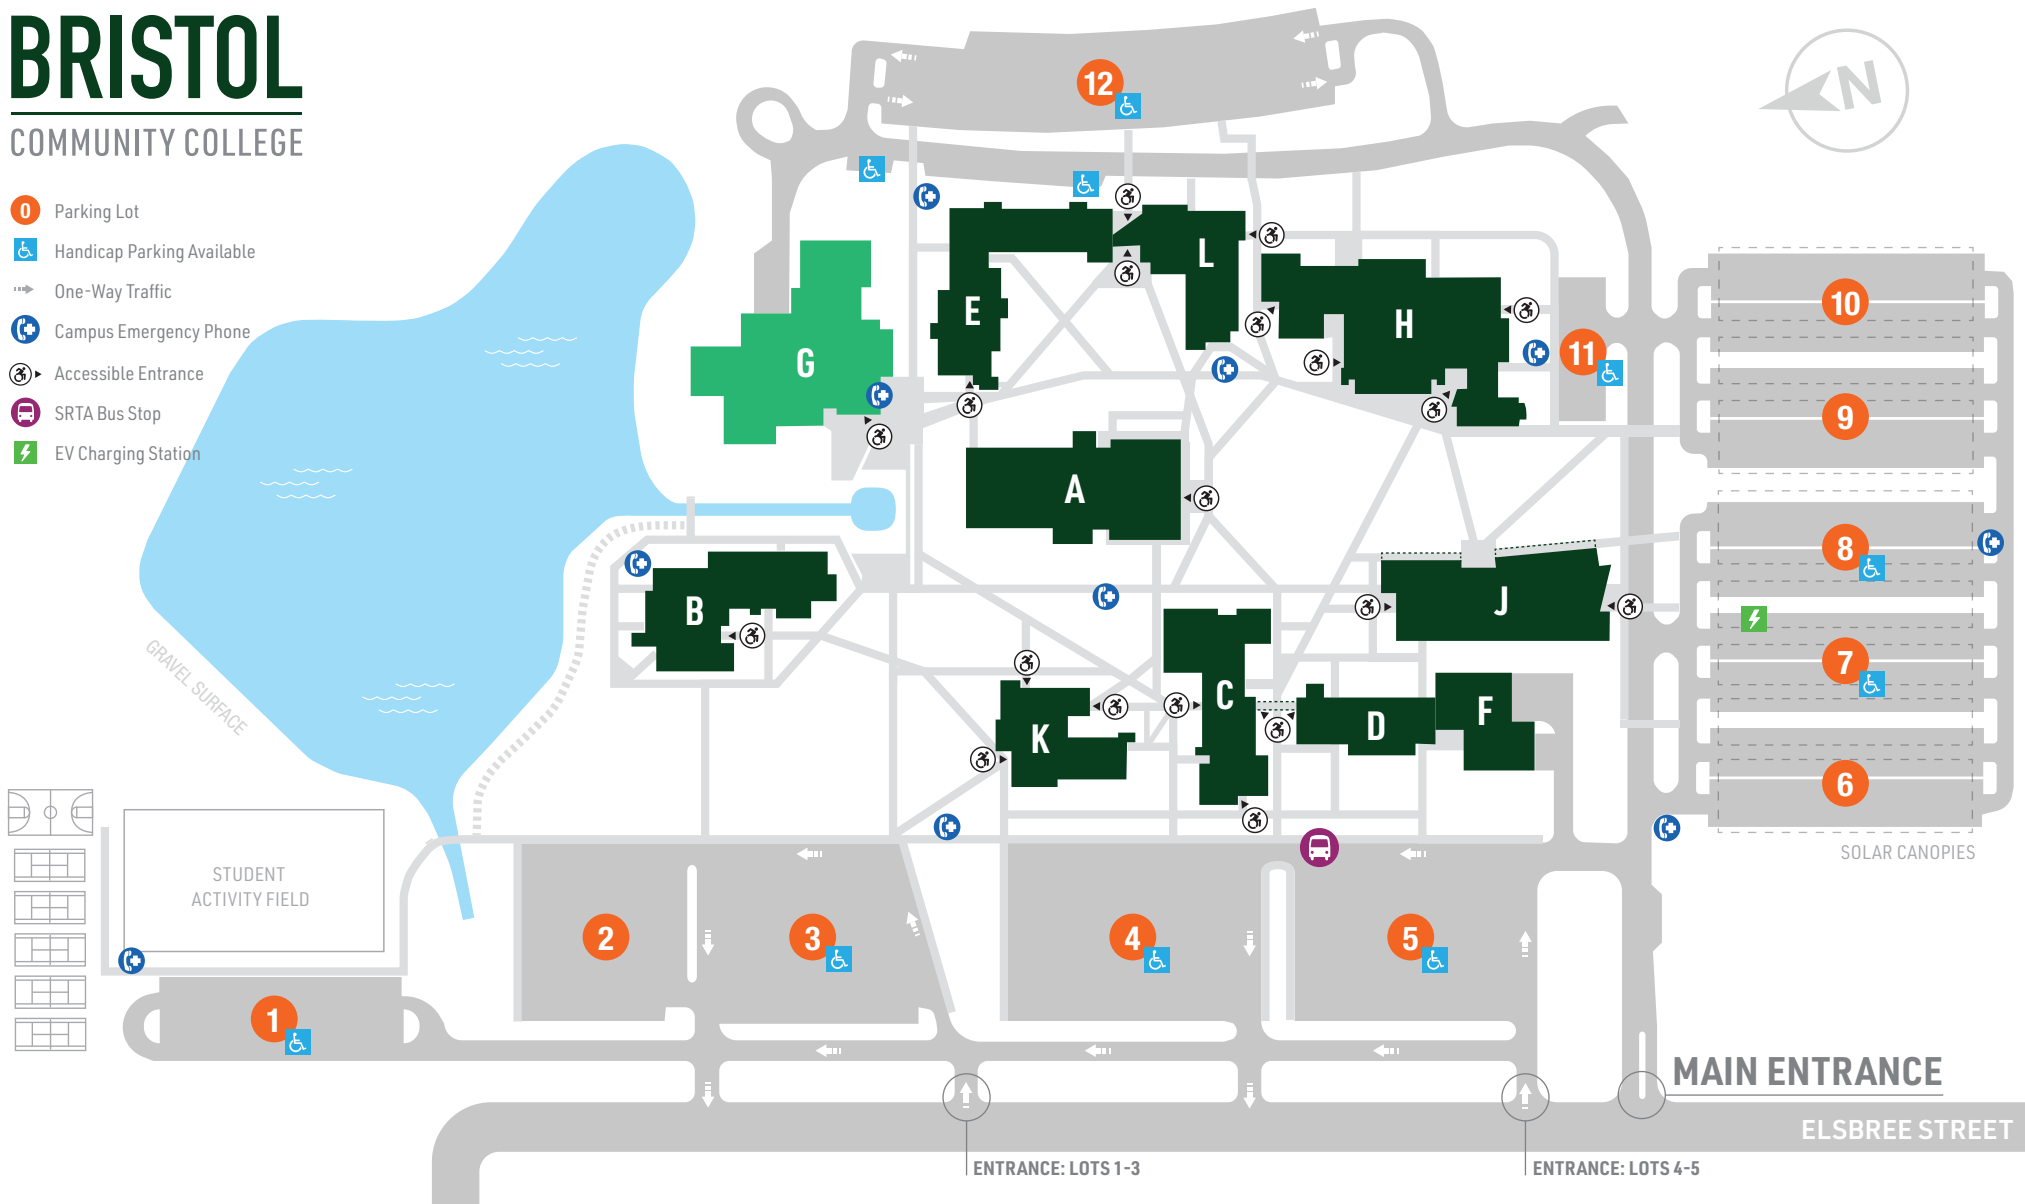 BRISTOL
COMMUNITY COLLEGE
0 Parking Lot
Handicap Parking Available
One-Way Traffic
Campus Emergency Phone
Accessible Entrance
SRTA Bus Stop
EV Charging Station
N
12
L
E
H
G
10
11
9
A
8
B
J
7
C
K
D
F
6
GRAVEL SURFACE
SOLAR CANOPIES
STUDENT
ACTIVITY FIELD
2
3
4
5
1
MAIN ENTRANCE
ELSBREE STREET
ENTRANCE: LOTS 1-3
ENTRANCE: LOTS 4-5